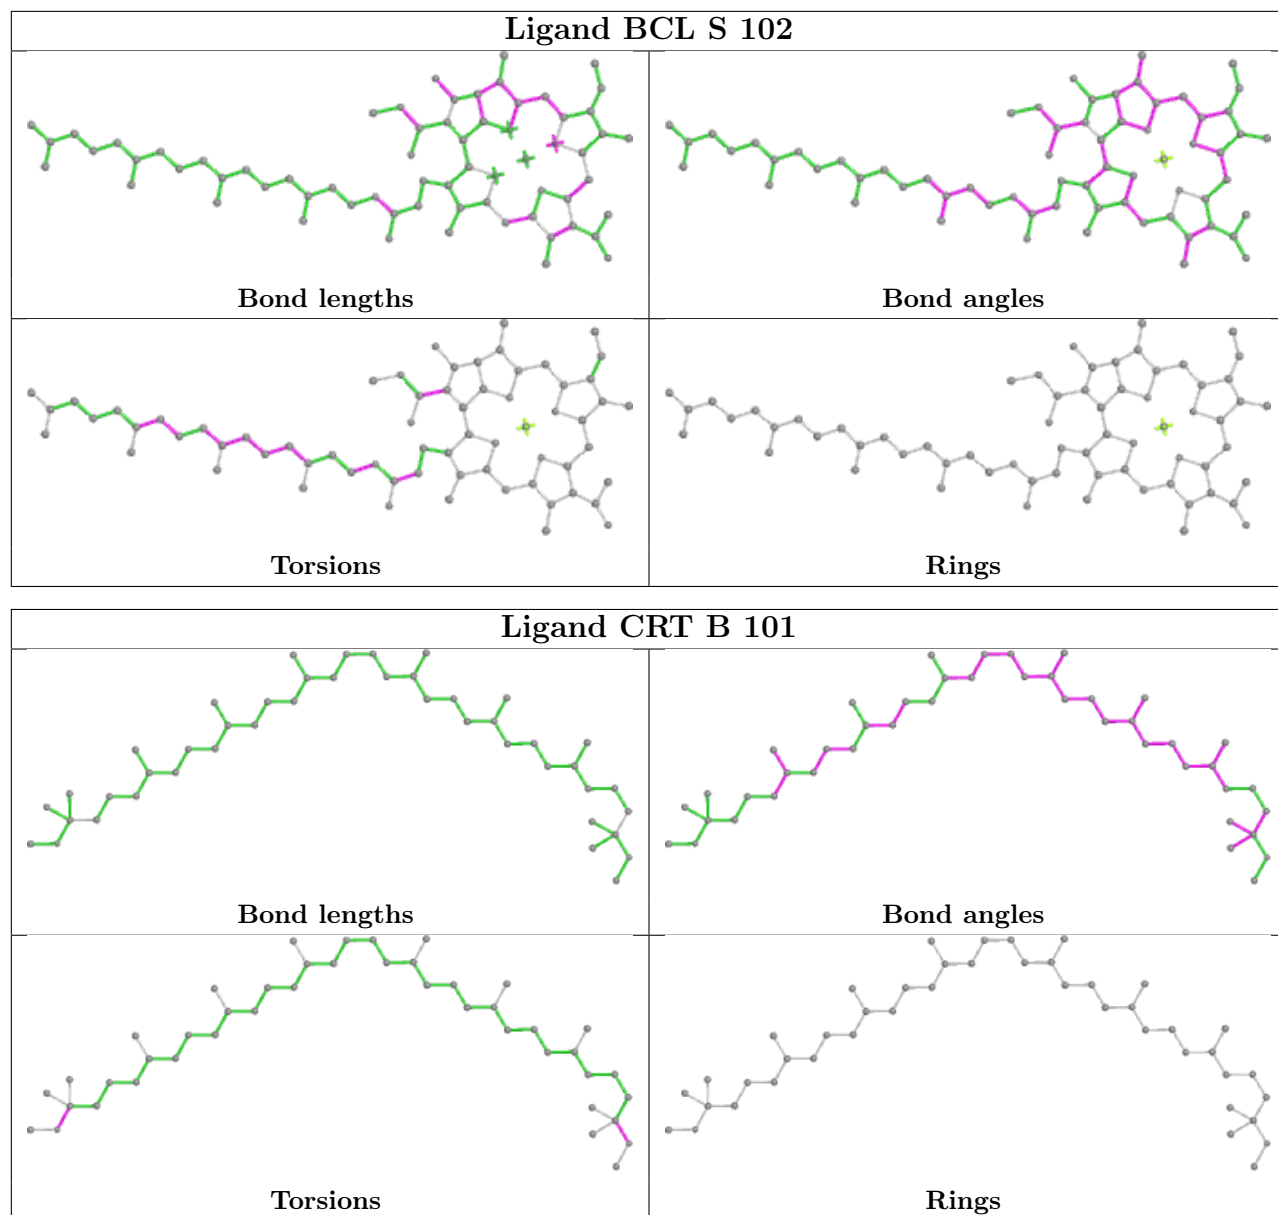 Ligand BCL S 102
Bond lengths
Bond angles
Torsions
Rings
Ligand CRT B 101
Bond lengths
Bond angles
Torsions
Rings